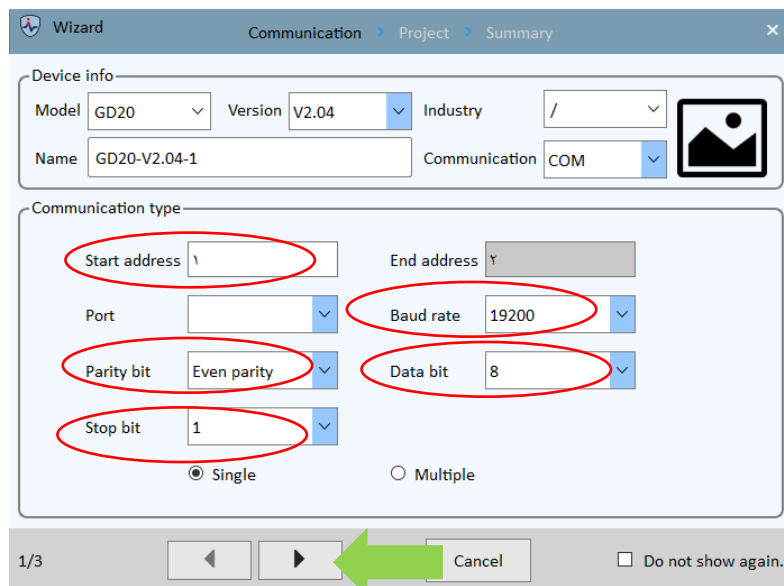 Wizard
Communication > Project > Summary
Device info
Model GD20 Version V2.04 Industry /
Name GD20-V2.04-1 Communication COM
Communication type
Start address ۱ End address ۲
Port Baud rate 19200
Parity bit Even parity Data bit 8
Stop bit 1
Single Multiple
1/3 Cancel Do not show again